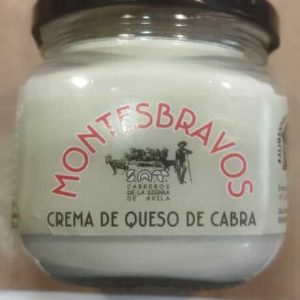 MONTESBRAVOS
CABREROS
DE LA SIERRA
DE AVILA
CREMA DE QUESO DE CABRA